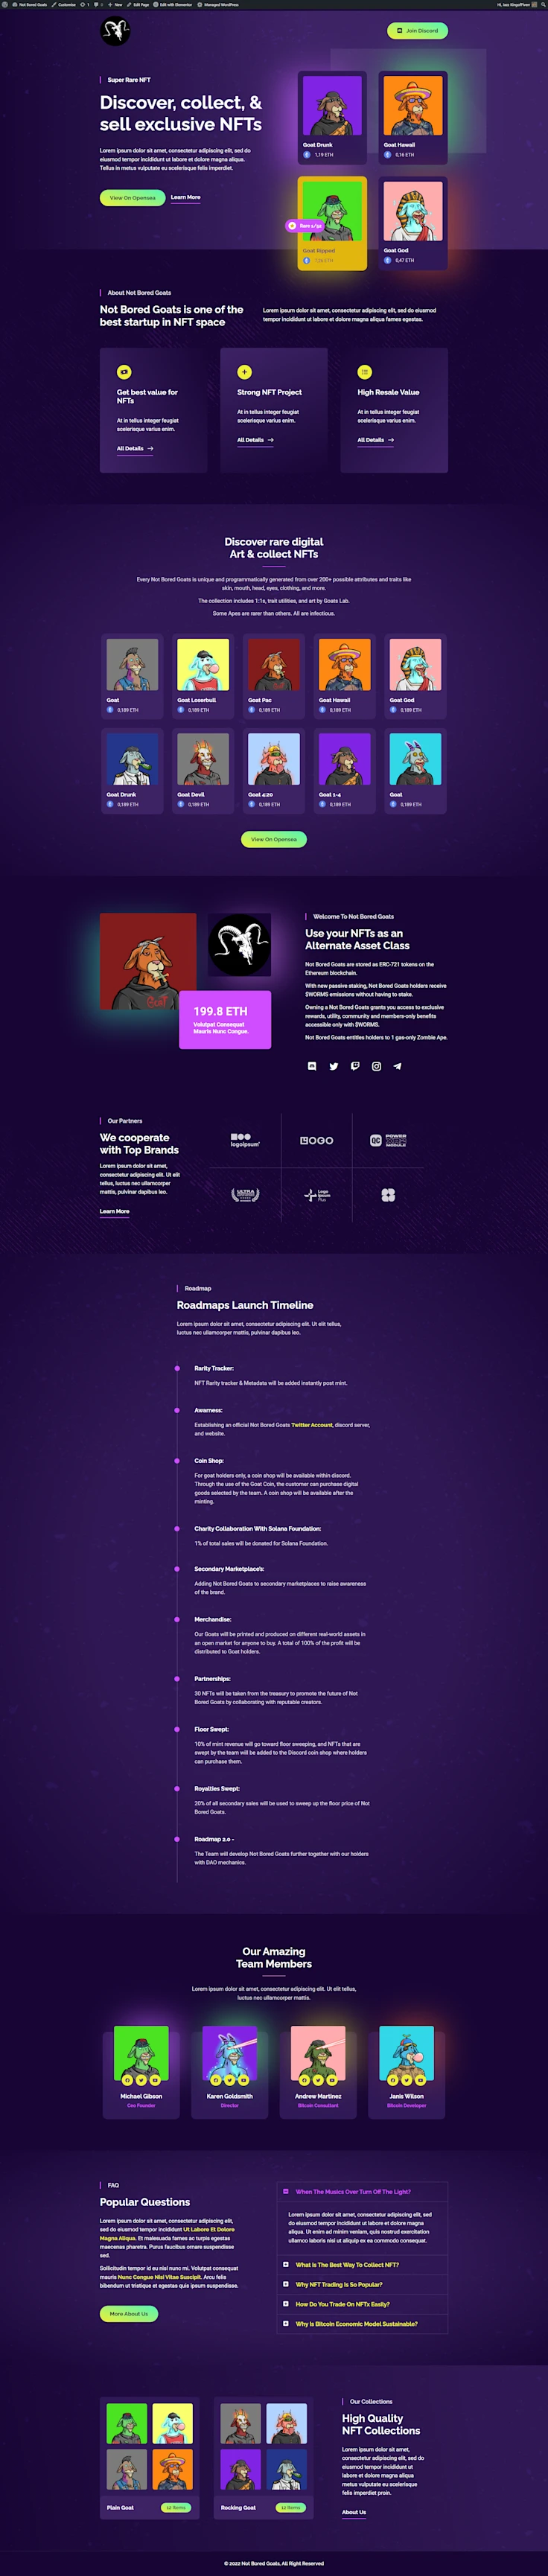 Not Bored Goats
Customise
1
0
New
Edit Page
Edit with Elementor
Managed WordPress
Join Discord
Super Rare NFT
Discover, collect, &
sell exclusive NFTs
Lorem ipsum dolor sit amet, consectetur adipiscing elit, sed do
eiusmod tempor incididunt ut labore et dolore magna aliqua.
Tellus in metus vulputate eu scelerisque felis imperdiet.
View On Opensea
Learn More
Goat Drunk
1,19 ETH
Goat Hawaii
0,16 ETH
Rare 1/92
Goat Ripped
ETH
Goat God
0,47 ETH
About Not Bored Goats
Not Bored Goats is one of the
best startup in NFT space
Lorem ipsum dolor sit amet, consectetur adipiscing elit, sed do eiusmod
tempor incididunt ut labore et dolore magna aliqua fames egestas.
Get best value for
NFTs
At in tellus integer feugiat
scelerisque varius enim.
All Details →
Strong NFT Project
At in tellus integer feugiat
scelerisque varius enim.
All Details →
High Resale Value
At in tellus integer feugiat
scelerisque varius enim.
All Details →
Discover rare digital
Art & collect NFTs
Every Not Bored Goats is unique and programmatically generated from over 200+ possible attributes and traits like
skin, mouth, head, eyes, clothing, and more.
The collection includes 1:1s, trait utilities, and art by Goats Lab.
Some Apes are rarer than others. All are infectious.
Goat
0,189 ETH
Goat Loserbull
0,189 ETH
Goat Pac
0,189 ETH
Goat Hawaii
0,189 ETH
Goat God
0,189 ETH
Goat Drunk
0,189 ETH
Goat Devil
0,189 ETH
Goat 4:20
0,189 ETH
Goat 1-4
0,189 ETH
Goat
0,189 ETH
View On Opensea
199.8 ETH
Volutpat Consequat
Mauris Nunc Congue.
Welcome To Not Bored Goats
Use your NFTs as an
Alternate Asset Class
Not Bored Goats are stored as ERC-721 tokens on the
Ethereum blockchain.
With new passive staking, Not Bored Goats holders receive
$WORMS emissions without having to stake.
Owning a Not Bored Goats grants you access to exclusive
rewards, utility, community and members-only benefits
accessible only with $WORMS.
Not Bored Goats entitles holders to 1 gas-only Zombie Ape.
Our Partners
We cooperate
with Top Brands
Lorem ipsum dolor sit amet,
consectetur adipiscing elit. Ut elit
tellus, luctus nec ullamcorper
mattis, pulvinar dapibus leo.
Learn More
logoipsum
LOGO
Roadmap
Roadmaps Launch Timeline
Lorem ipsum dolor sit amet, consectetur adipiscing elit. Ut elit tellus,
luctus nec ullamcorper mattis, pulvinar dapibus leo.
Rarity Tracker:
NFT Rarity tracker & Metadata will be added instantly post mint.
Awarness:
Establishing an official Not Bored Goats Twitter Account, discord server,
and website.
Coin Shop:
For goat holders only, a coin shop will be available within discord.
Through the use of the Goat Coin, the customer can purchase digital
goods selected by the team. A coin shop will be available after the
minting.
Charity Collaboration With Solana Foundation:
1% of total sales will be donated for Solana Foundation.
Secondary Marketplace's:
Adding Not Bored Goats to secondary marketplaces to raise awareness
of the brand.
Merchandise:
Our Goats will be printed and produced on different real-world assets in
an open market for anyone to buy. A total of 100% of the profit will be
distributed to Goat holders.
Partnerships:
30 NFTs will be taken from the treasury to promote the future of Not
Bored Goats by collaborating with reputable creators.
Floor Swept:
10% of mint revenue will go toward floor sweeping, and NFTs that are
swept by the team will be added to the Discord coin shop where holders
can purchase them.
Royalties Swept:
20% of all secondary sales will be used to sweep up the floor price of Not
Bored Goats.
Roadmap 2.0 -
The Team will develop Not Bored Goats further together with our holders
with DAO mechanics.
Our Amazing
Team Members
Lorem ipsum dolor sit amet, consectetur adipiscing elit. Ut elit tellus,
luctus nec ullamcorper mattis.
Michael Gibson
Ceo Founder
Karen Goldsmith
Director
Andrew Martinez
Bitcoin Consultant
Janis Wilson
Bitcoin Developer
FAQ
Popular Questions
Lorem ipsum dolor sit amet, consectetur adipiscing elit,
sed do eiusmod tempor incididunt Ut Labore Et Dolore
Magna Aliqua. Et malesuada fames ac turpis egestas
maecenas pharetra. Purus faucibus ornare suspendisse
sed.
Sollicitudin tempor id eu nisl nunc mi. Volutpat consequat
mauris Nunc Congue Nisi Vitae Suscipit. Arcu felis
bibendum ut tristique et egestas quis ipsum suspendisse.
More About Us
When The Musics Over Turn Off The Light?
Lorem ipsum dolor sit amet, consectetur adipiscing elit, sed
do eiusmod tempor incididunt ut labore et dolore magna
aliqua. Ut enim ad minim veniam, quis nostrud exercitation
ullamco laboris nisi ut aliquip ex ea commodo consequat.
What Is The Best Way To Collect NFT?
Why NFT Trading Is So Popular?
How Do You Trade On NFTx Easily?
Why Is Bitcoin Economic Model Sustainable?
Plain Goat
12 Items
Rocking Goat
12 Items
Our Collections
High Quality
NFT Collections
Lorem ipsum dolor sit amet,
consectetur adipiscing elit, sed do
eiusmod tempor incididunt ut
labore et dolore magna aliqua
metus vulputate eu scelerisque
felis imperdiet proin.
About Us
© 2022 Not Bored Goats, All Right Reserved